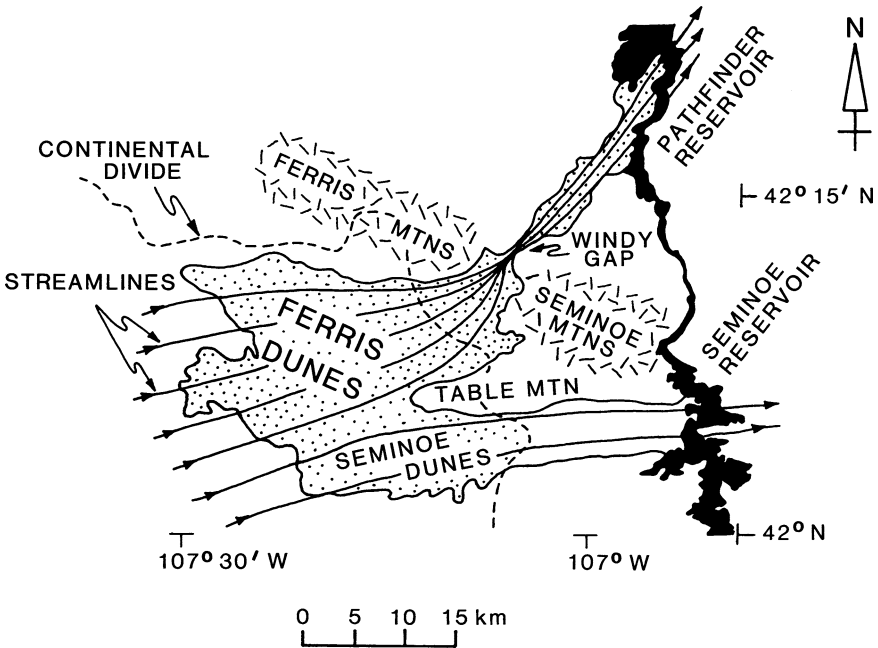 N
PATHFINDER
RESERVOIR
CONTINENTAL
DIVIDE
FERRIS
MTNS
42° 15' N
WINDY
GAP
STREAMLINES
SEMINOE
MTNS
SEMINOE
RESERVOIR
FERRIS
DUNES
TABLE MTN
SEMINOE
DUNES
42° N
107° 30' W
107° W
0 5 10 15 km